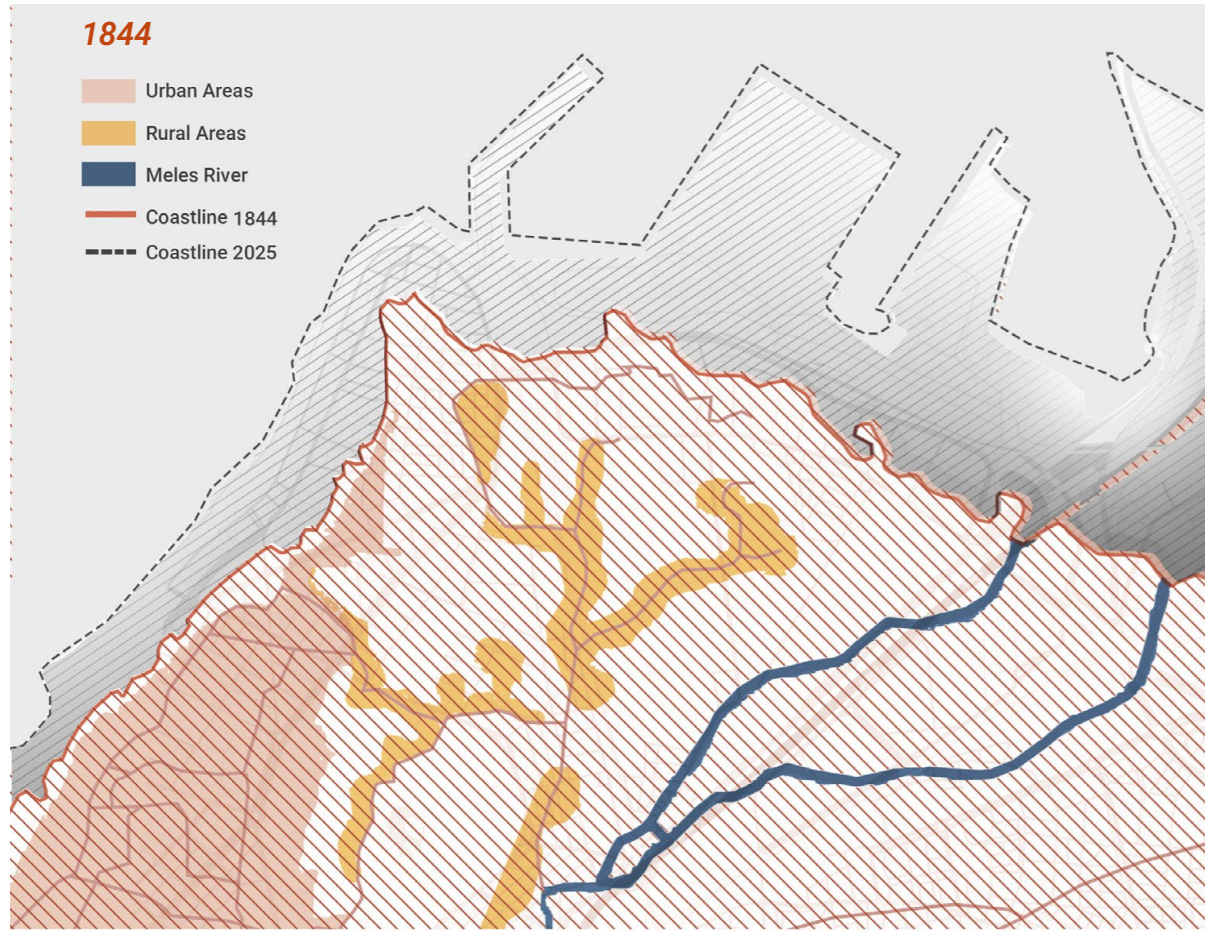 1844
Urban Areas
Rural Areas
Meles River
Coastline 1844
Coastline 2025